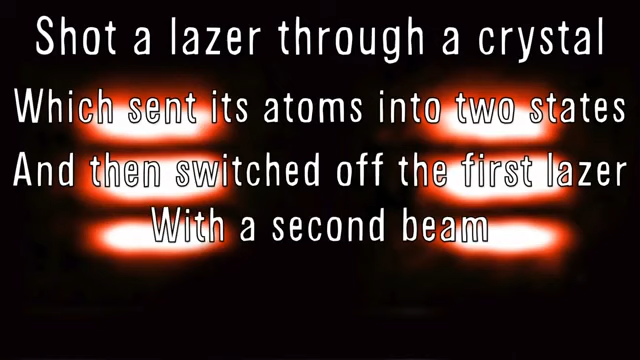 Shot a lazer through a crystal
Which sent its atoms into two states
And then switched off the first lazer
With a second beam